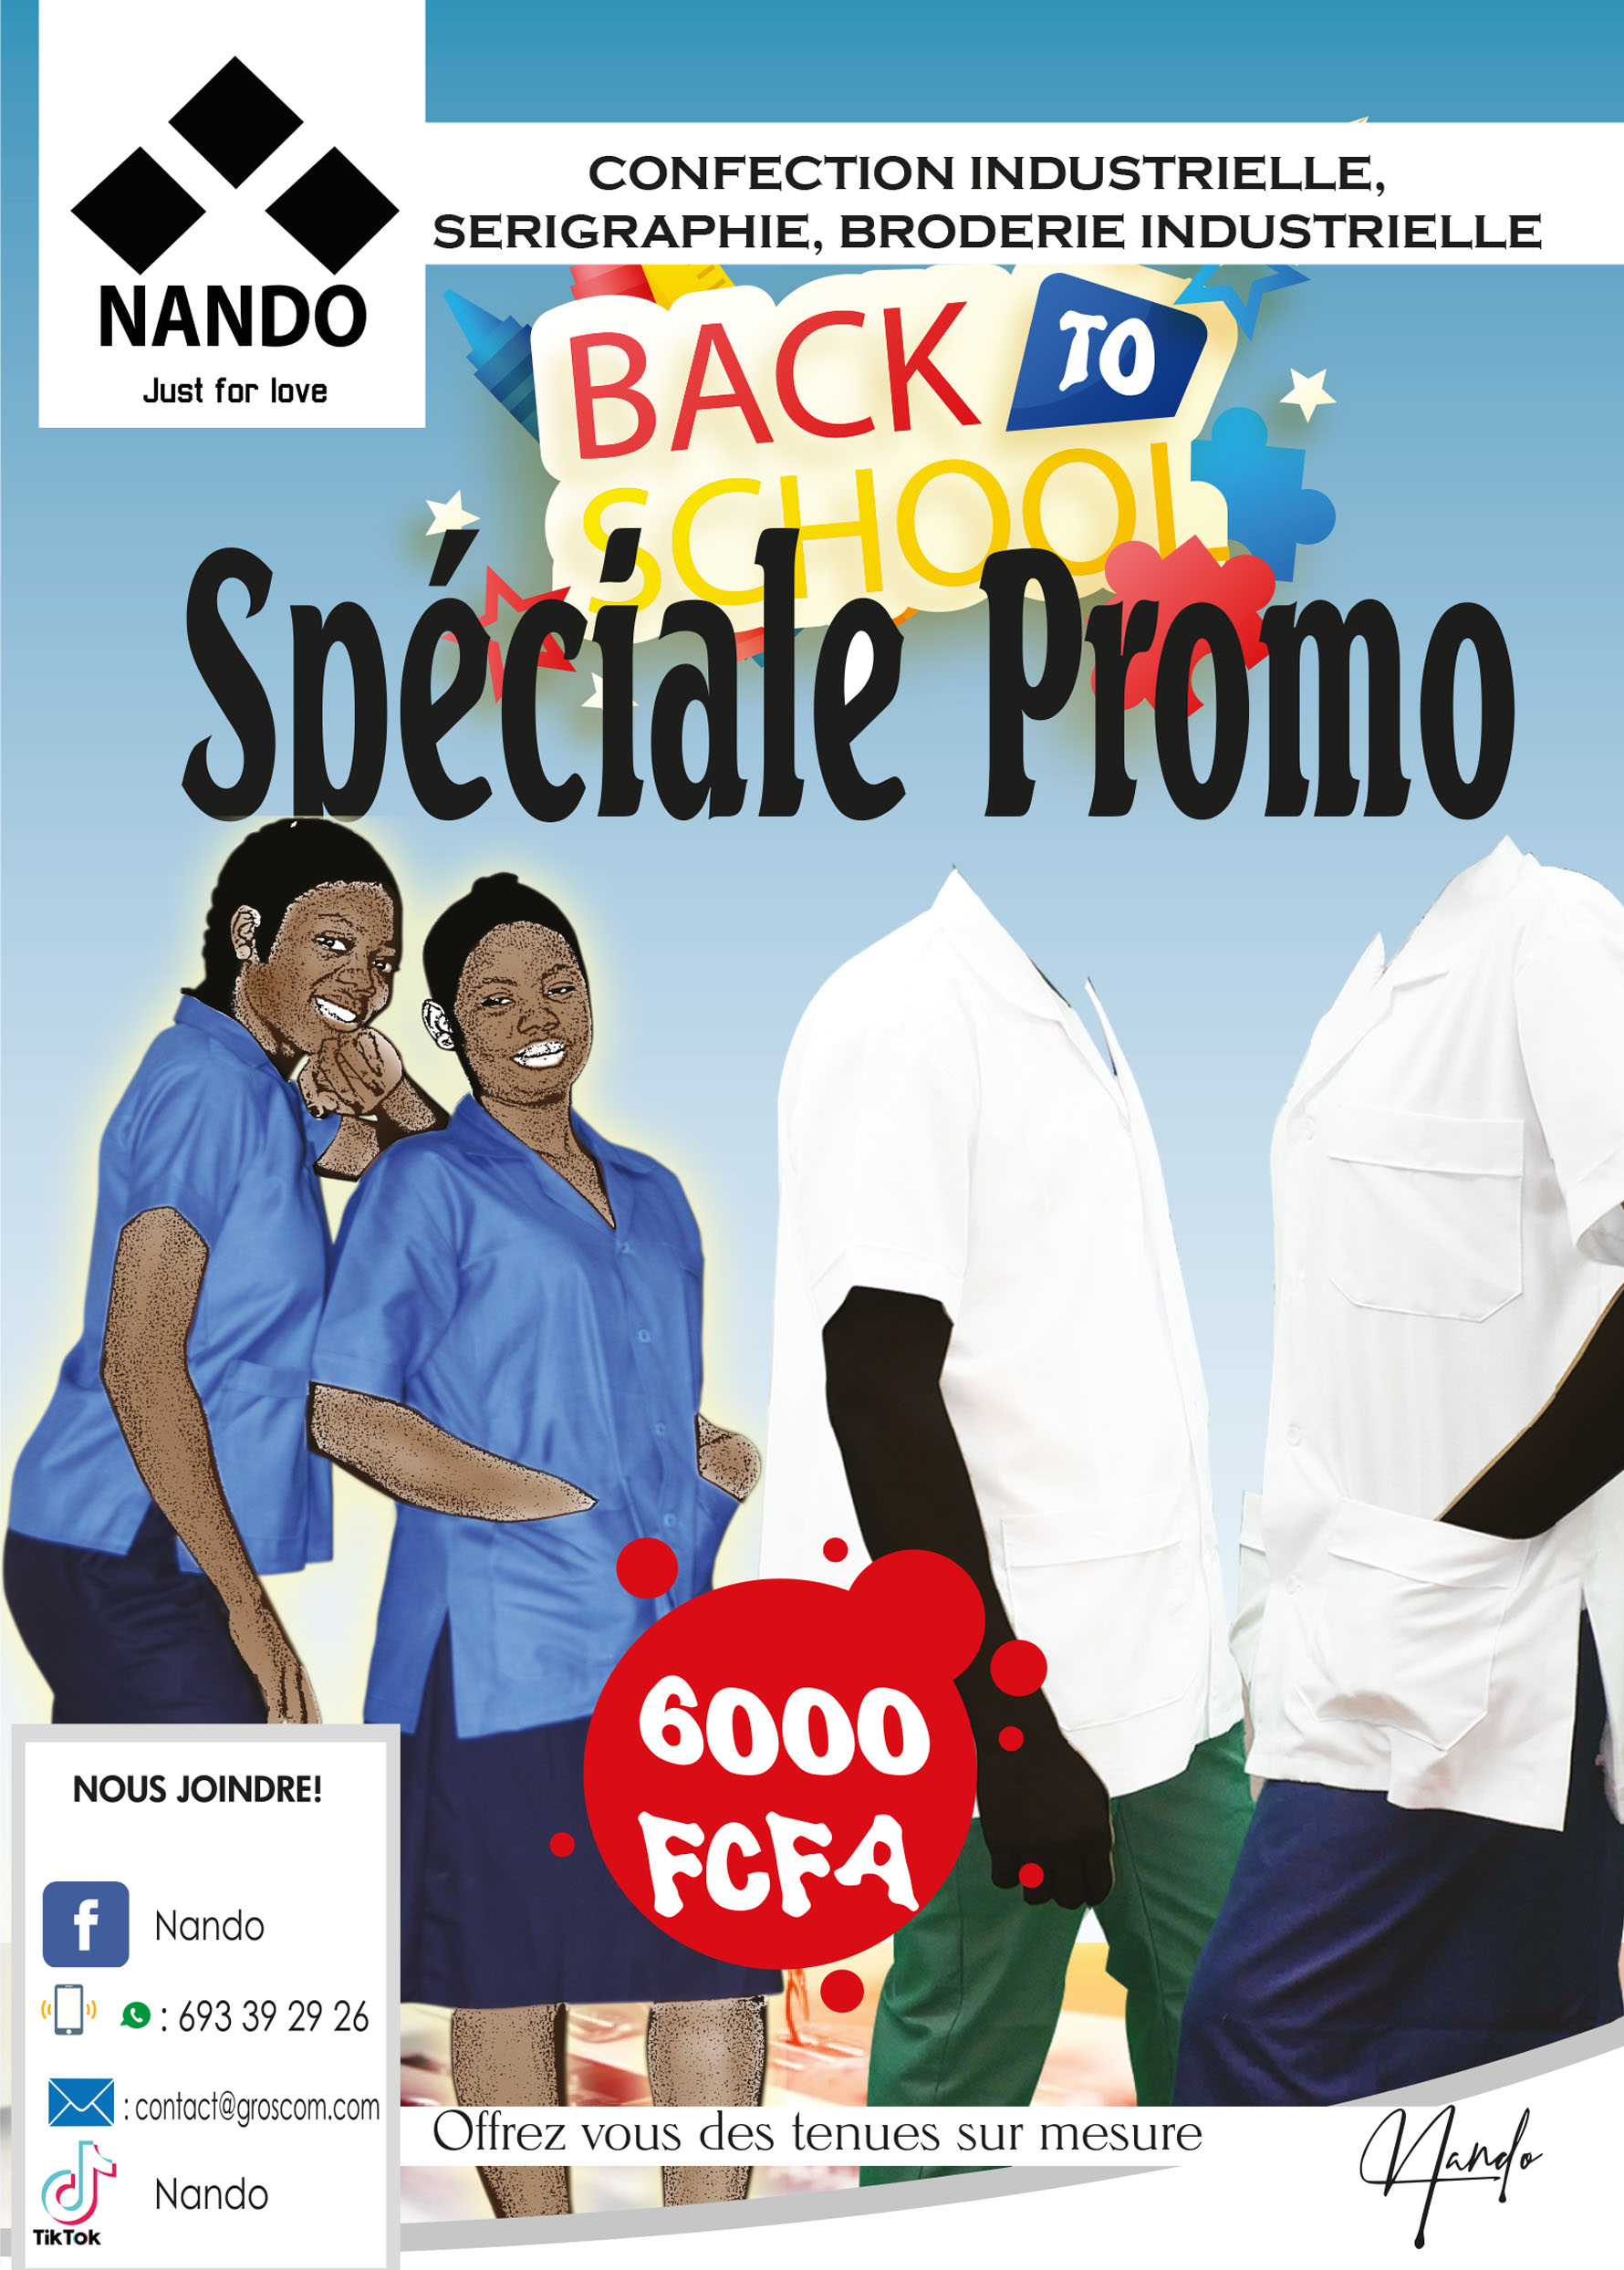 NANDO
Just for love
CONFECTION INDUSTRIELLE,
SERIGRAPHIE, BRODERIE INDUSTRIELLE
BACK TO
SCHOOL
Spéciale Promo
6000
FCFA
NOUS JOINDRE!
f Nando
: 693 39 29 26
: contact@groscom.com
Nando
TikTok
Offrez vous des tenues sur mesure
Nando